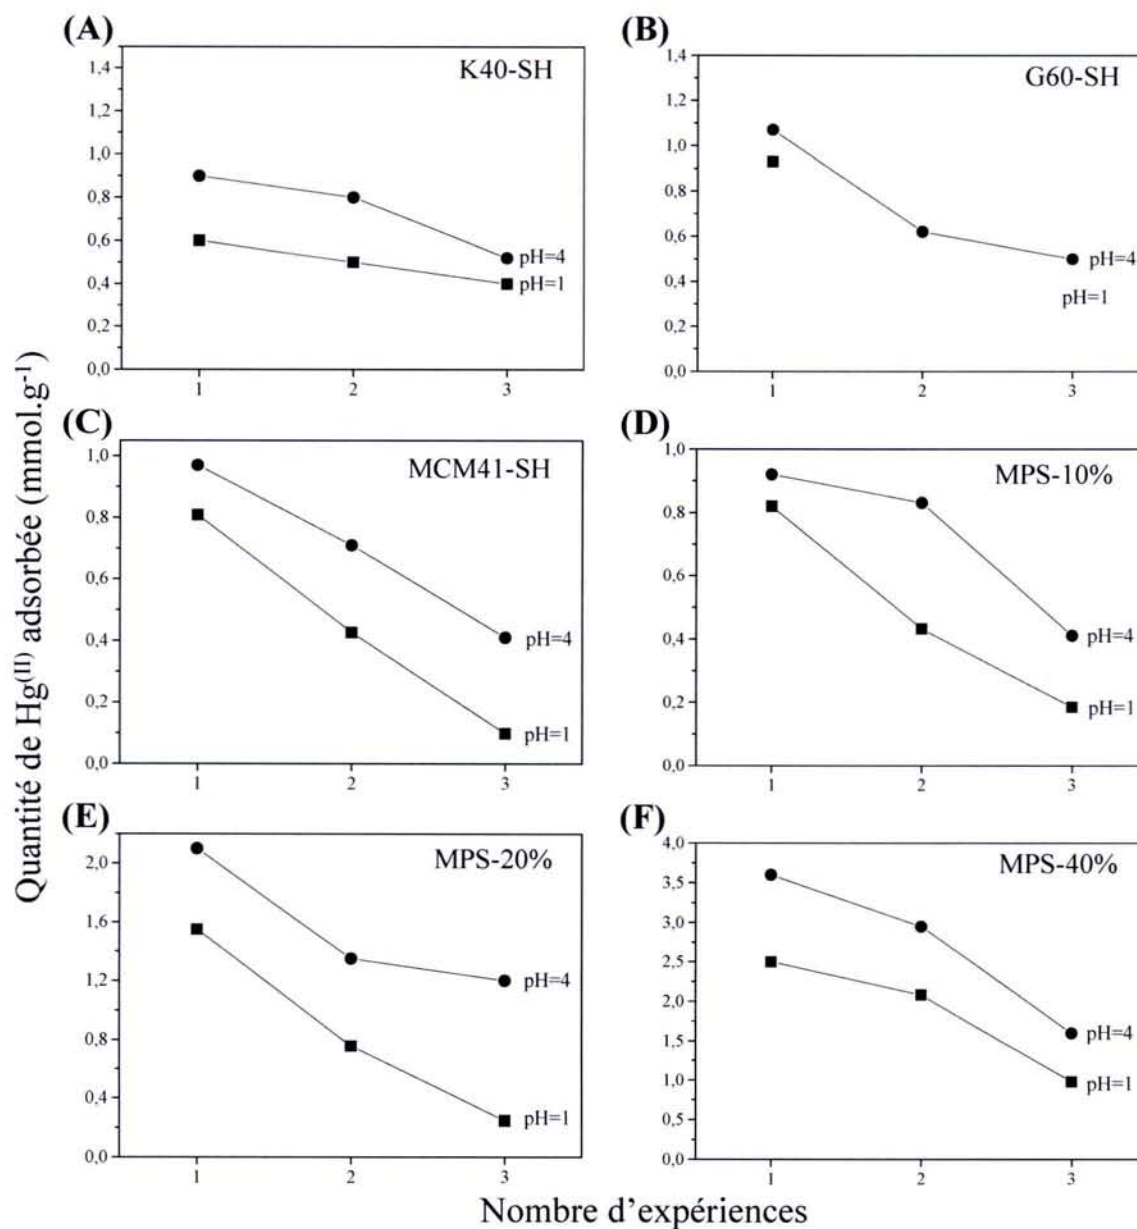 Quantité de Hg(II) adsorbée (mmol.g-1)
(A)
K40-SH
1,4
1,2
1,0
0,8
0,6
0,4
0,2
0,0
pH=4
pH=1
1 2 3
(B)
G60-SH
1,4
1,2
1,0
0,8
0,6
0,4
0,2
0,0
pH=4
pH=1
1 2 3
(C)
MCM41-SH
1,0
0,8
0,6
0,4
0,2
0,0
pH=4
pH=1
1 2 3
(D)
MPS-10%
1,0
0,8
0,6
0,4
0,2
0,0
pH=4
pH=1
1 2 3
(E)
MPS-20%
2,0
1,6
1,2
0,8
0,4
0,0
pH=4
pH=1
1 2 3
(F)
MPS-40%
4,0
3,5
3,0
2,5
2,0
1,5
1,0
0,5
0,0
pH=4
pH=1
1 2 3
Nombre d’expériences